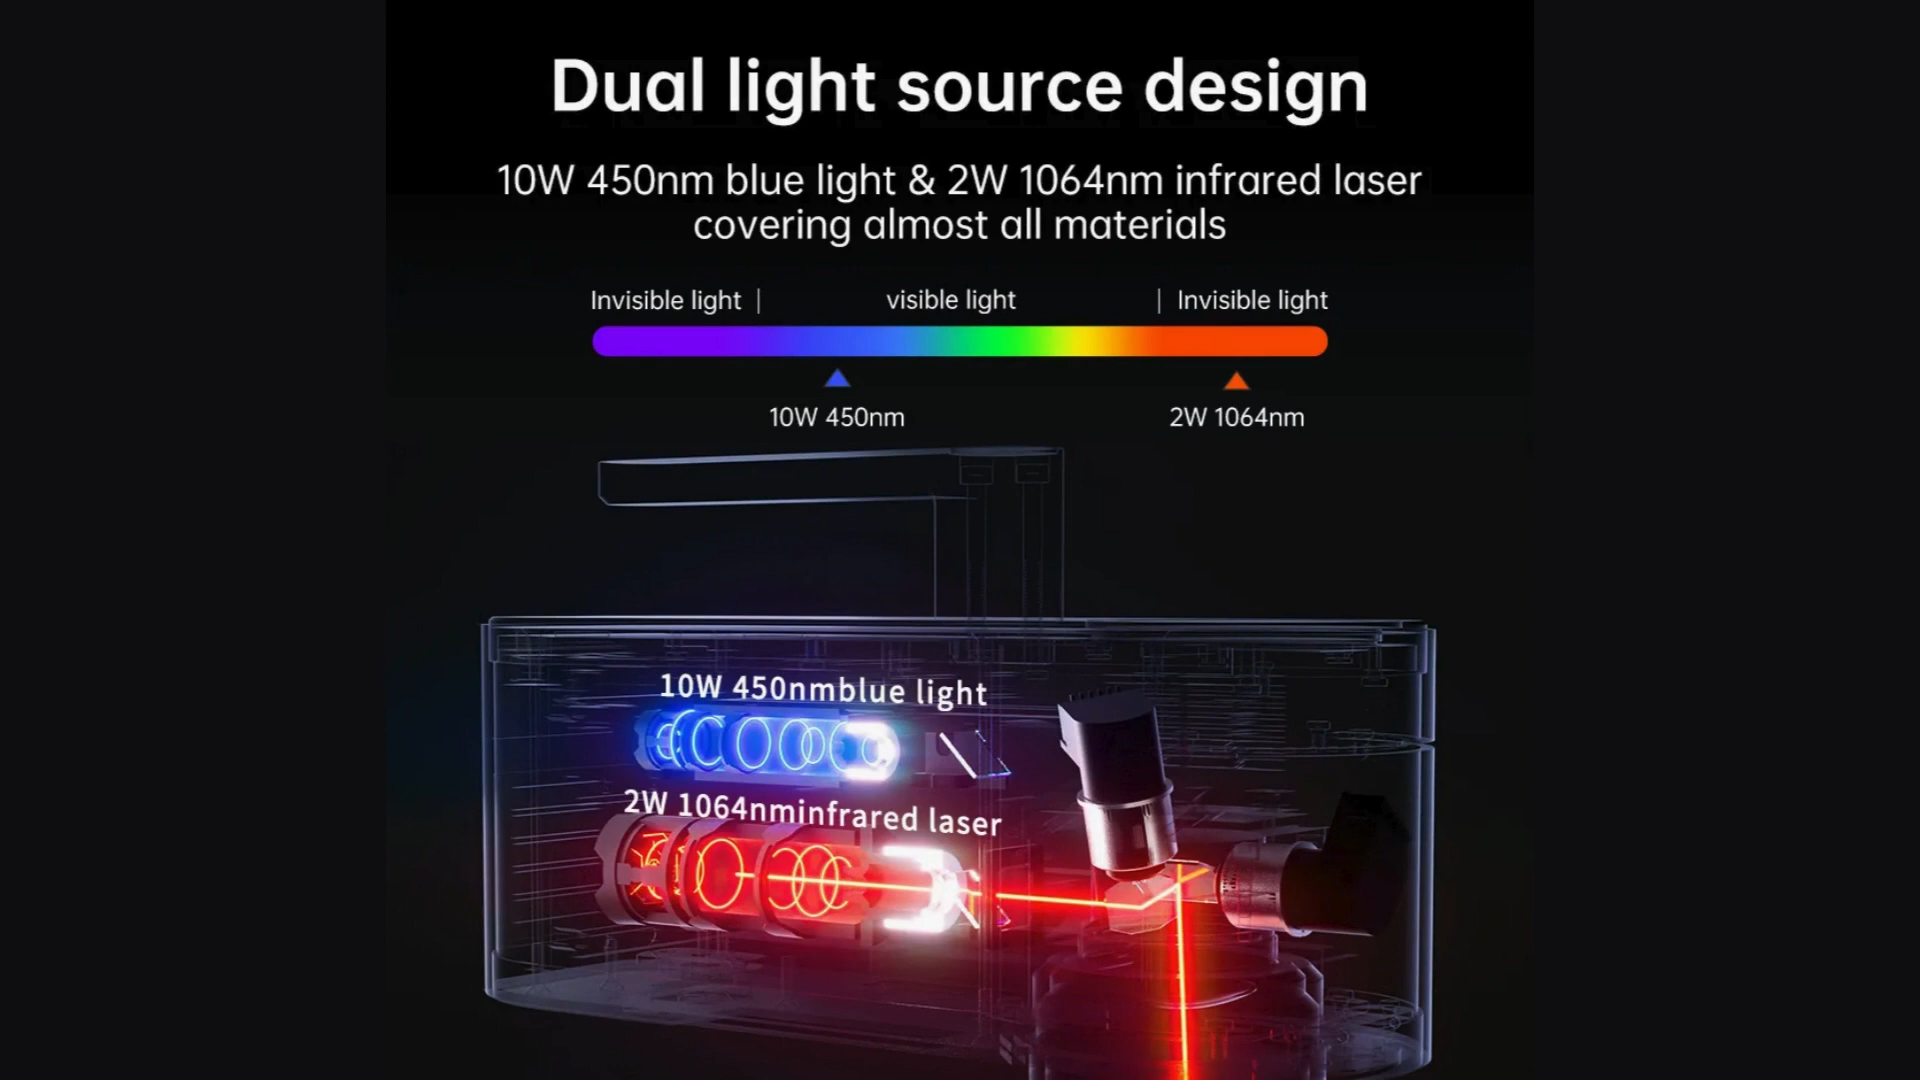 Dual light source design
10W 450nm blue light & 2W 1064nm infrared laser
covering almost all materials
Invisible light | visible light | Invisible light
10W 450nm 2W 1064nm
10W 450nmblue light
2W 1064nminfrared laser